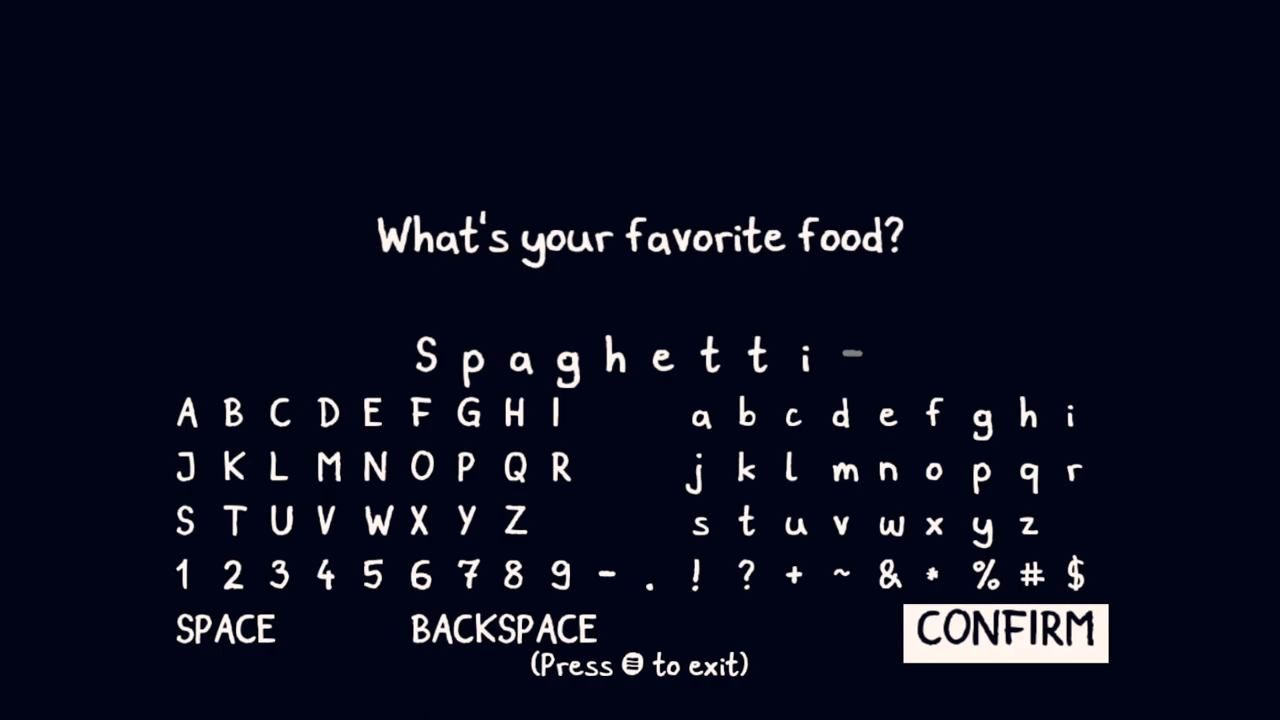 What's your favorite food?
Spaghetti
A B C D E F G H I a b c d e f g h i
J K L M N O P Q R j k l m n o p q r
S T U V W X Y Z s t u v w x y z
1 2 3 4 5 6 7 8 9 - . ! ? + ~ & * % # $
SPACE BACKSPACE CONFIRM
(Press to exit)